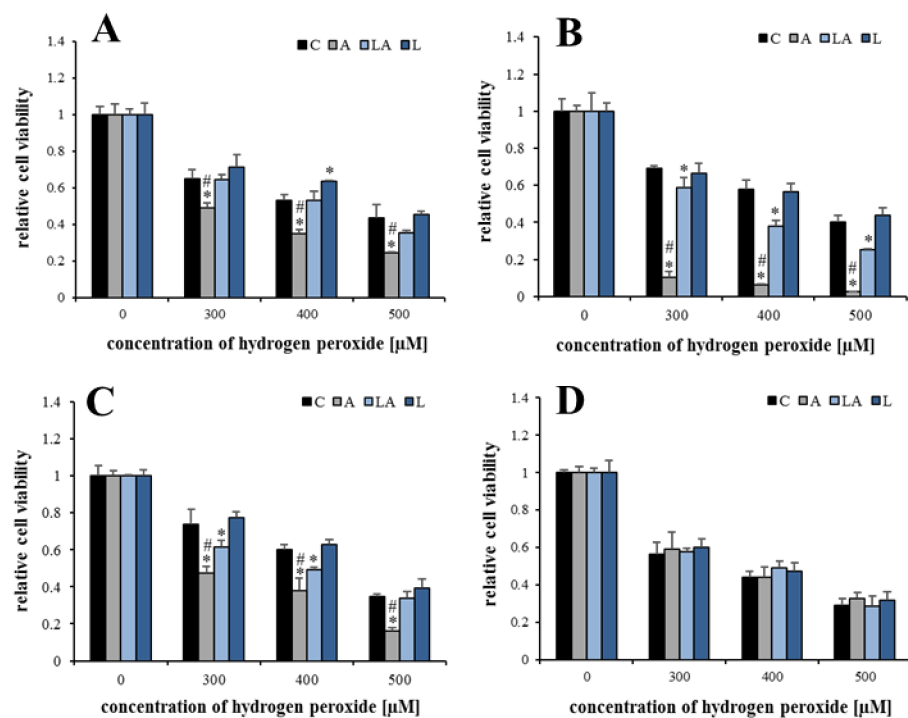 A
C A LA L
1.4
1.2
1
0.8
0.6
0.4
0.2
0
relative cell viability
# * # * * # *
0 300 400 500
concentration of hydrogen peroxide [µM]
B
C A LA L
1.4
1.2
1
0.8
0.6
0.4
0.2
0
relative cell viability
# * * # * * # * *
0 300 400 500
concentration of hydrogen peroxide [µM]
C
C A LA L
1.4
1.2
1
0.8
0.6
0.4
0.2
0
relative cell viability
# * * # * * # *
0 300 400 500
concentration of hydrogen peroxide [µM]
D
C A LA L
1.4
1.2
1
0.8
0.6
0.4
0.2
0
relative cell viability
0 300 400 500
concentration of hydrogen peroxide [µM]